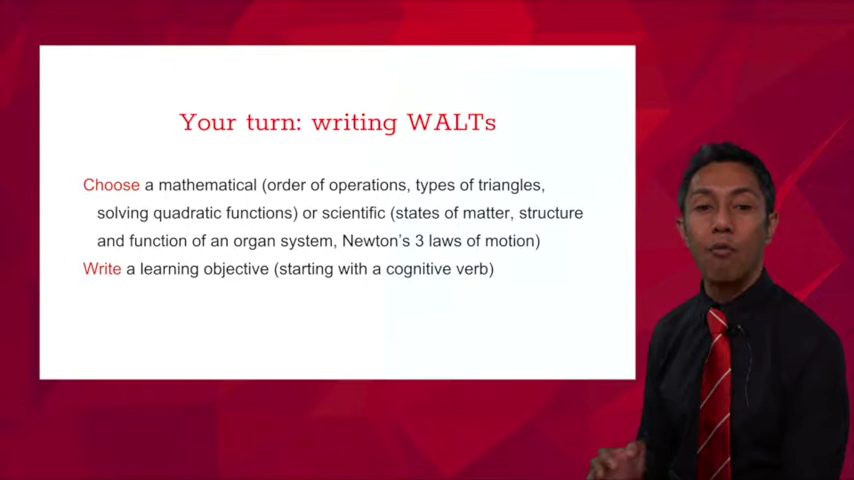 Your turn: writing WALTs
Choose a mathematical (order of operations, types of triangles,
solving quadratic functions) or scientific (states of matter, structure
and function of an organ system, Newton's 3 laws of motion)
Write a learning objective (starting with a cognitive verb)